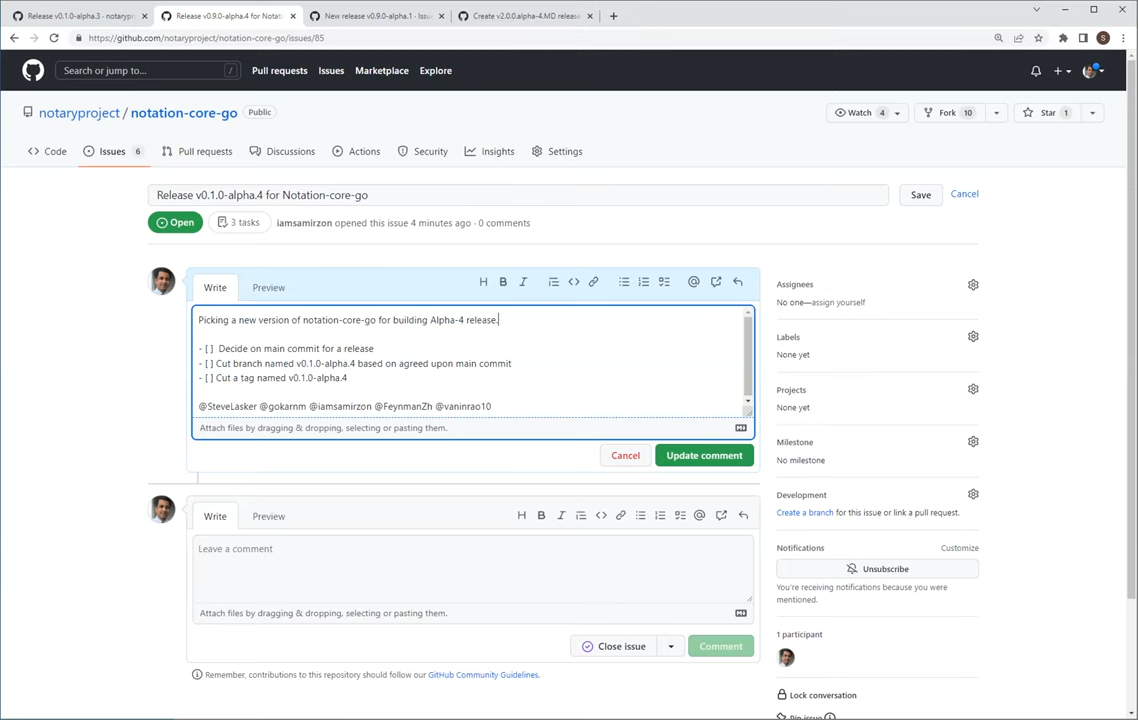 Release v0.1.0-alpha.3 - notaryproj
Release v0.9.0-alpha.4 for Notatio
New release v0.9.0-alpha.1 · Issu
Create v2.0.0.alpha-4.MD release
https://github.com/notaryproject/notation-core-go/issues/85
S
Search or jump to...
/
Pull requests
Issues
Marketplace
Explore
notaryproject / notation-core-go
Public
Watch 4
Fork 10
Star 1
Code
Issues 6
Pull requests
Discussions
Actions
Security
Insights
Settings
Release v0.1.0-alpha.4 for Notation-core-go
Save
Cancel
Open
3 tasks
iamsamirzon opened this issue 4 minutes ago · 0 comments
Write
Preview
Picking a new version of notation-core-go for building Alpha-4 release.
- [ ]  Decide on main commit for a release
- [ ] Cut branch named v0.1.0-alpha.4 based on agreed upon main commit
- [ ] Cut a tag named v0.1.0-alpha.4
@SteveLasker @gokarnm @iamsamirzon @FeynmanZh @vaninrao10
Attach files by dragging & dropping, selecting or pasting them.
Cancel
Update comment
Write
Preview
Leave a comment
Attach files by dragging & dropping, selecting or pasting them.
Close issue
Comment
Remember, contributions to this repository should follow our GitHub Community Guidelines.
Assignees
No one—assign yourself
Labels
None yet
Projects
None yet
Milestone
No milestone
Development
Create a branch for this issue or link a pull request.
Notifications
Customize
Unsubscribe
You're receiving notifications because you were
mentioned.
1 participant
Lock conversation
Pin issue